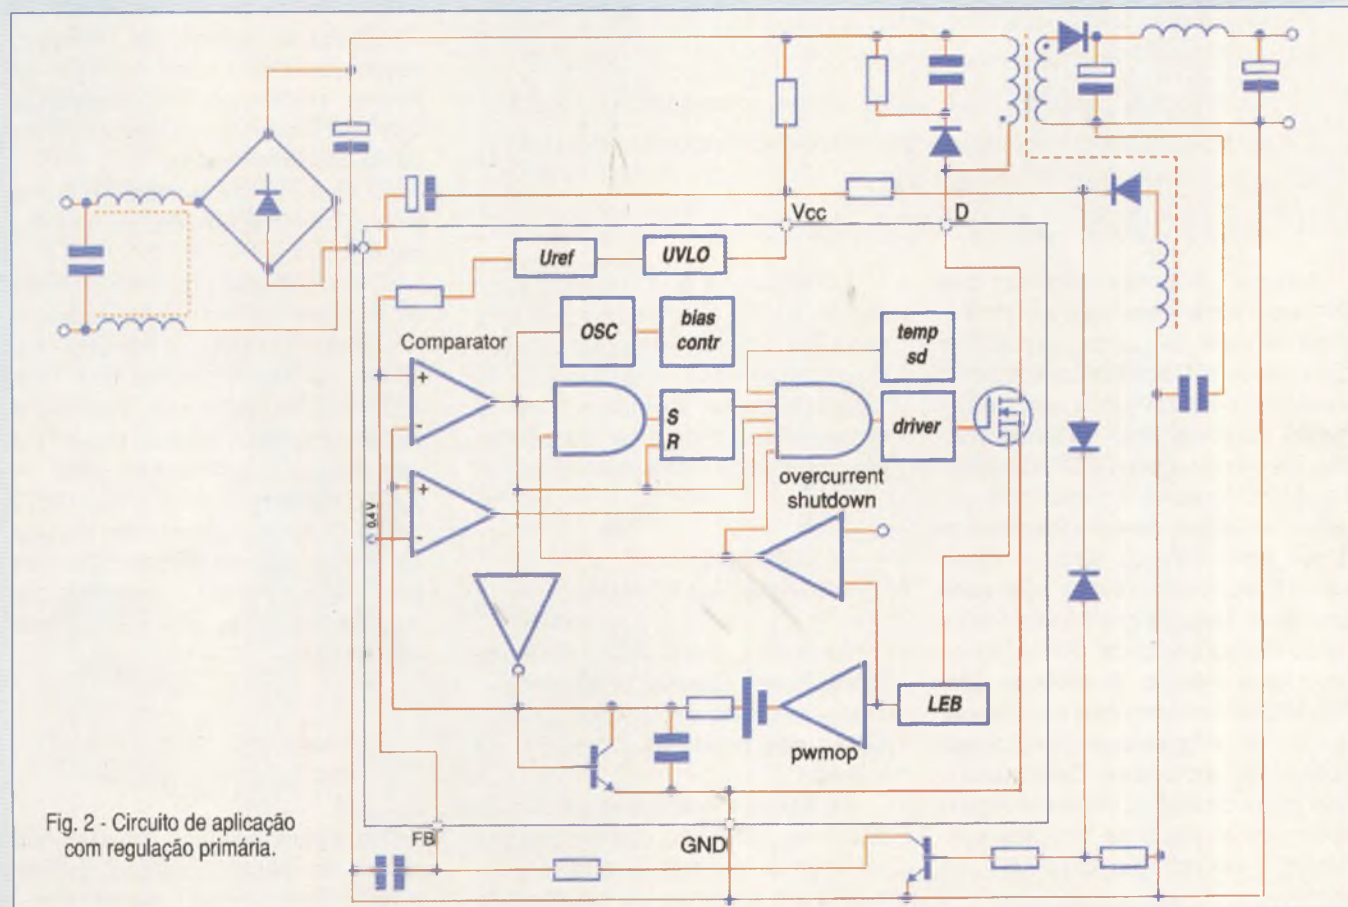 Vcc
D
Uref
UVLO
OSC
bias
contr
temp
sd
Comparator
+
-
S
R
driver
+
-
0,4 V
overcurrent
shutdown
LEB
pwmop
Fig. 2 - Circuito de aplicação
com regulação primária.
FB
GND